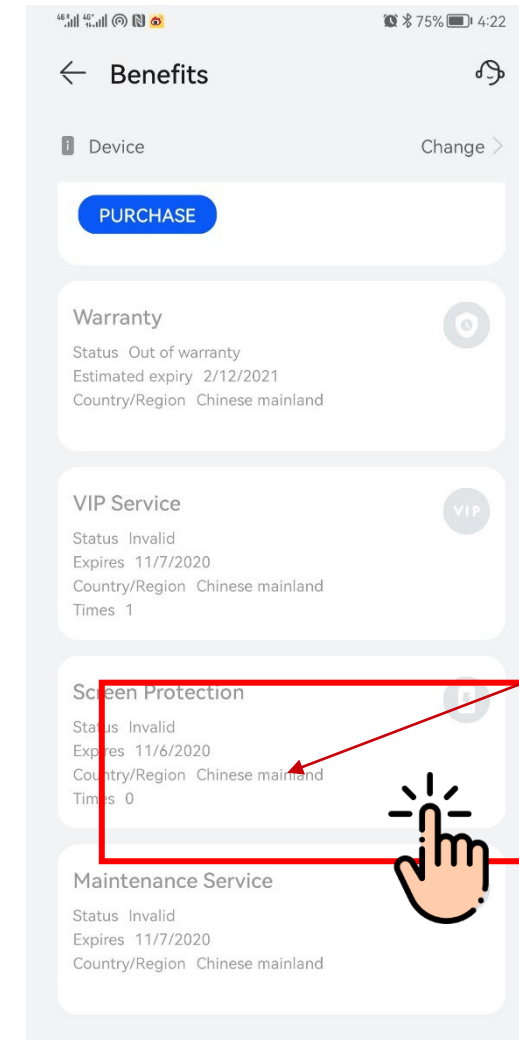 46 46 75% 4:22
Benefits
Device Change
PURCHASE
Warranty
Status Out of warranty
Estimated expiry 2/12/2021
Country/Region Chinese mainland
VIP Service
VIP
Status Invalid
Expires 11/7/2020
Country/Region Chinese mainland
Times 1
Screen Protection
Status Invalid
Expires 11/6/2020
Country/Region Chinese mainland
Times 0
Maintenance Service
Status Invalid
Expires 11/7/2020
Country/Region Chinese mainland